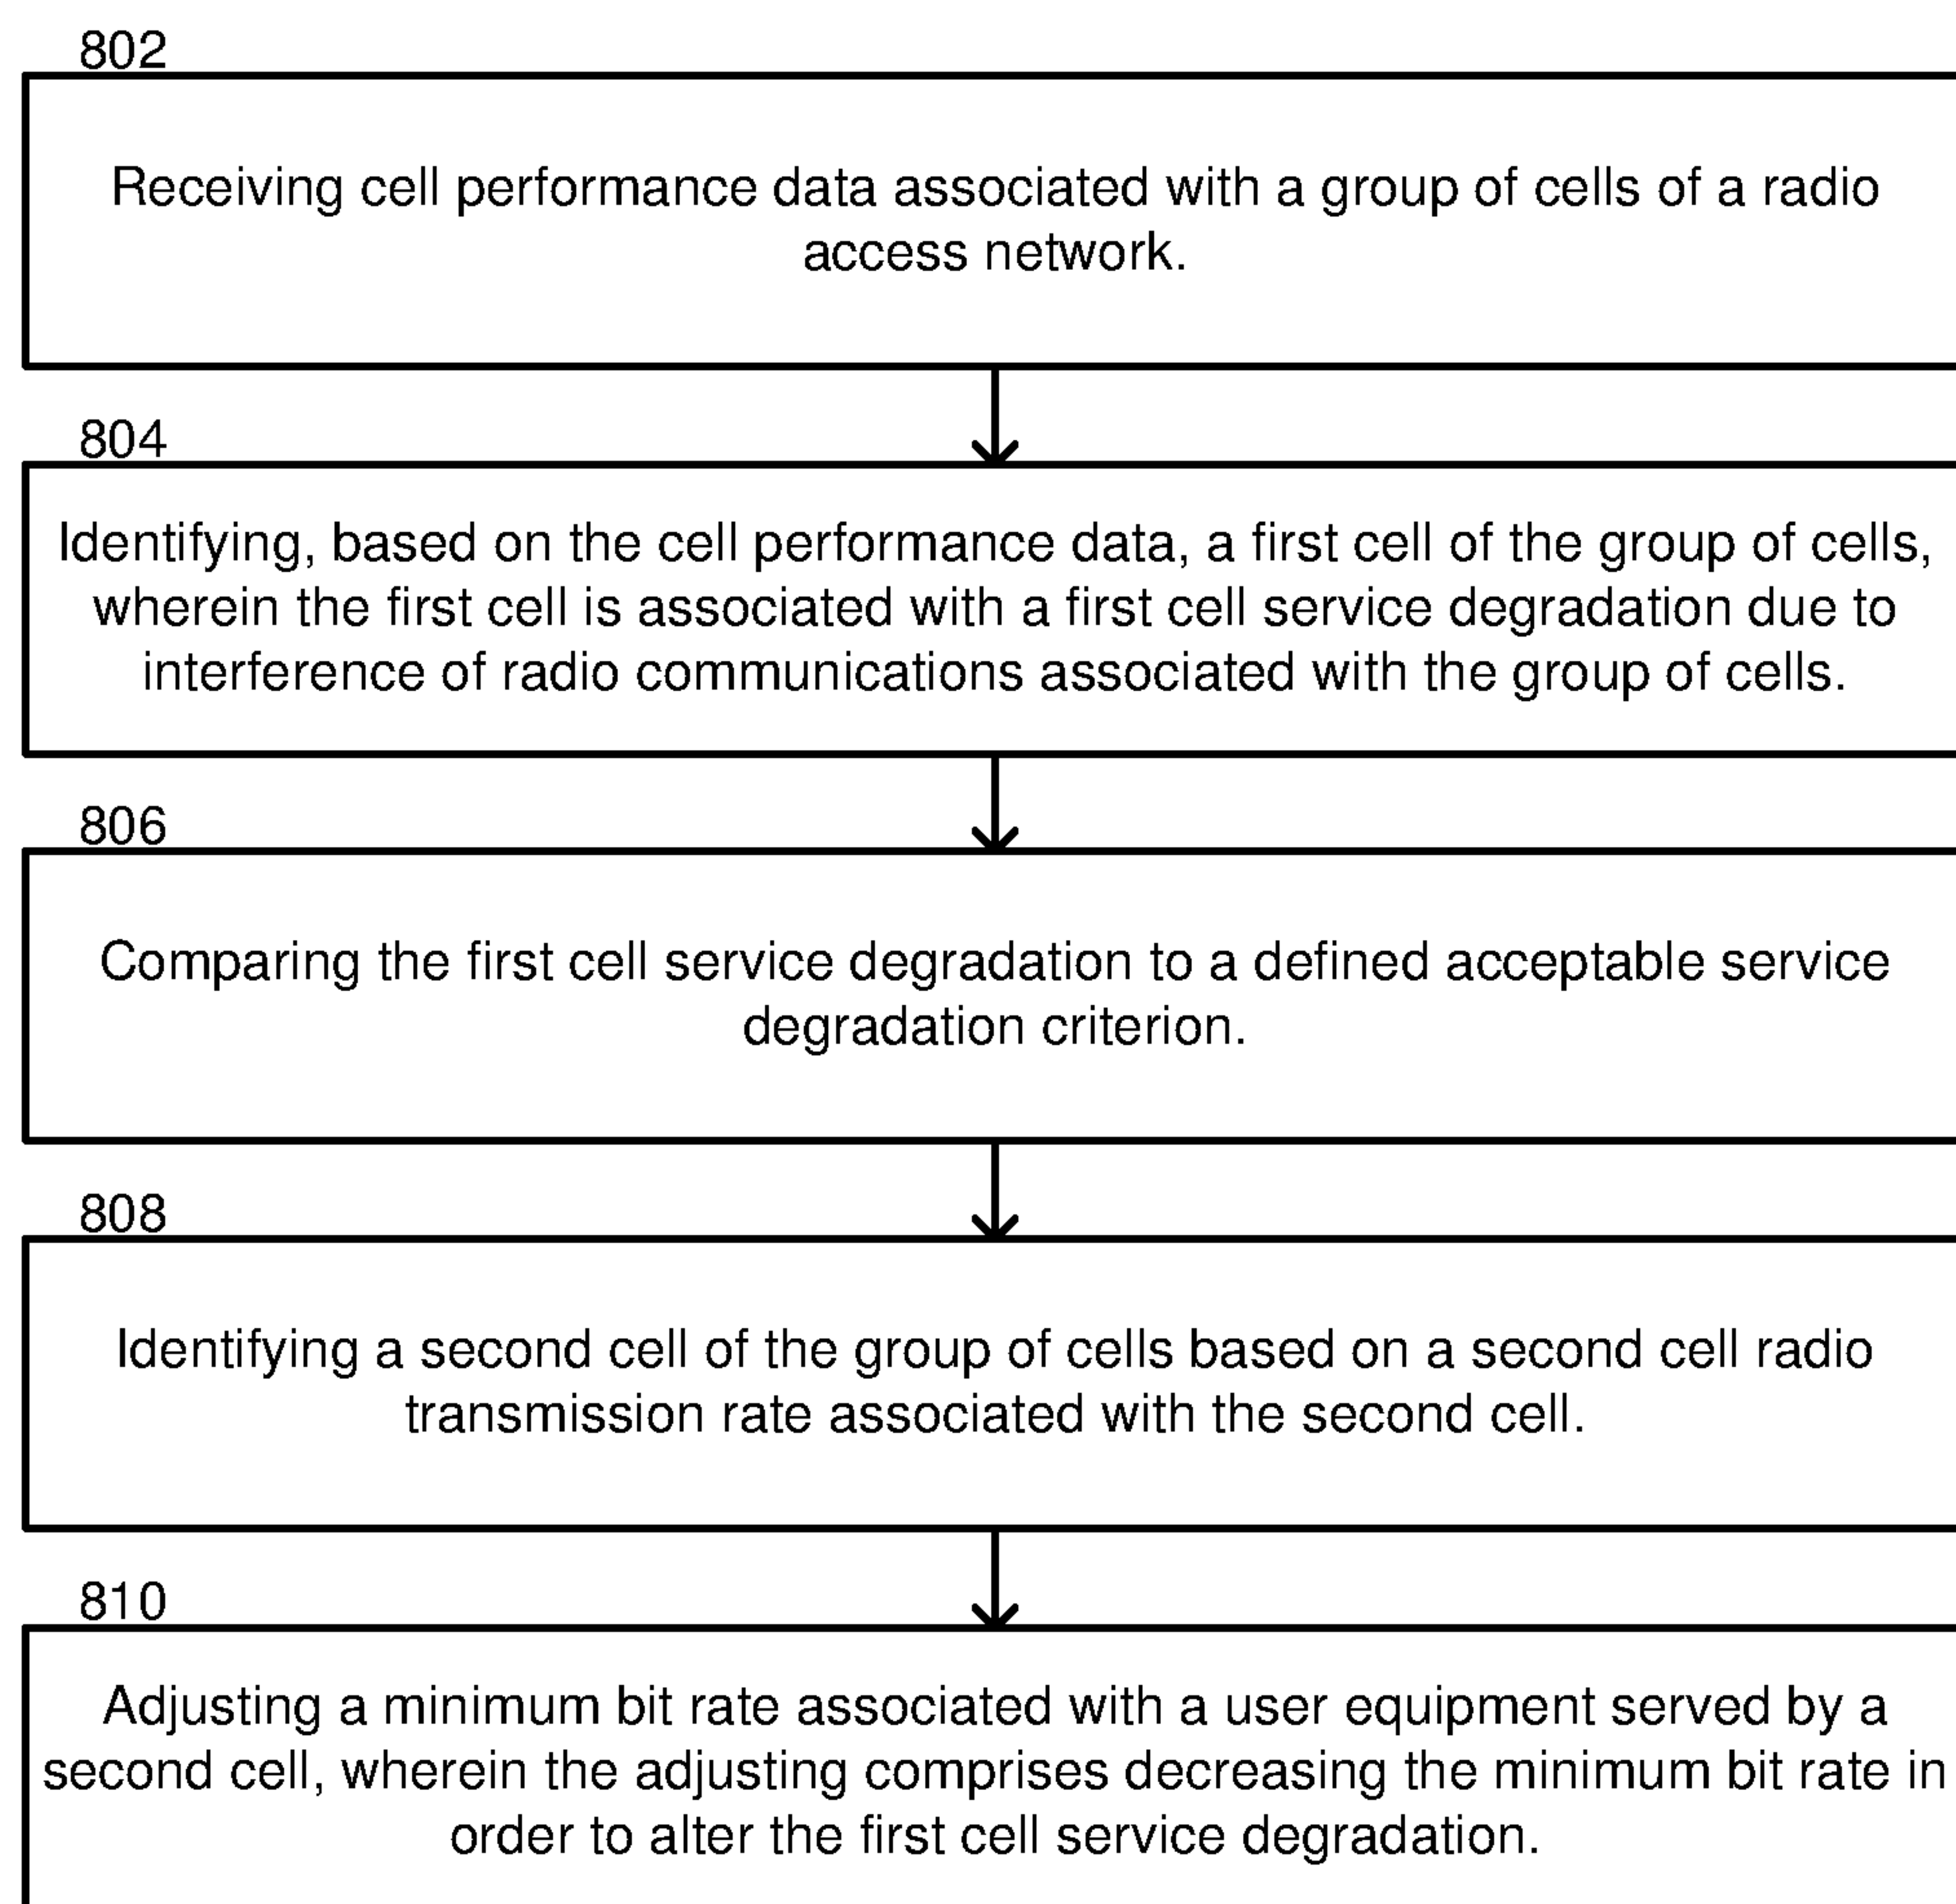 802
Receiving cell performance data associated with a group of cells of a radio
access network.
804
Identifying, based on the cell performance data, a first cell of the group of cells,
wherein the first cell is associated with a first cell service degradation due to
interference of radio communications associated with the group of cells.
806
Comparing the first cell service degradation to a defined acceptable service
degradation criterion.
808
Identifying a second cell of the group of cells based on a second cell radio
transmission rate associated with the second cell.
810
Adjusting a minimum bit rate associated with a user equipment served by a
second cell, wherein the adjusting comprises decreasing the minimum bit rate in
order to alter the first cell service degradation.